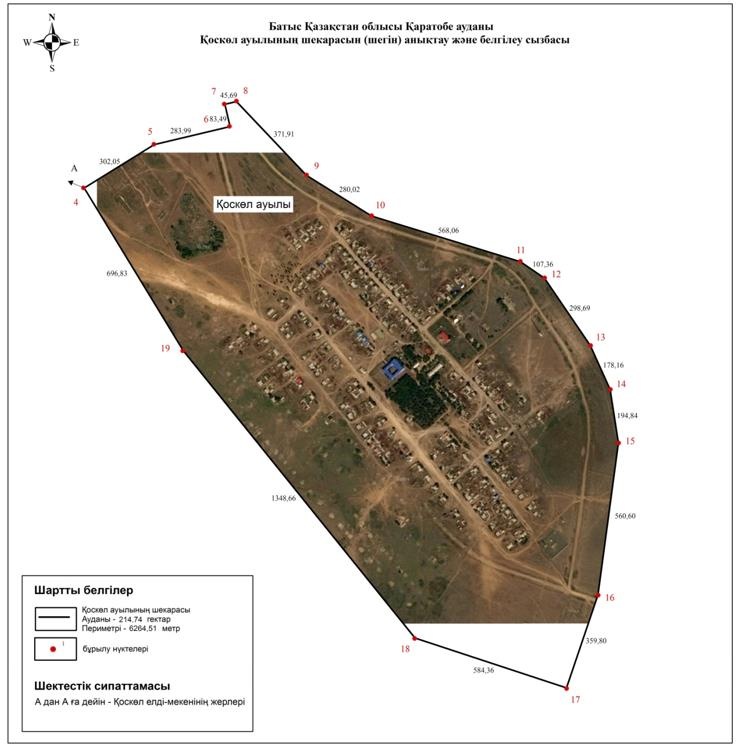 N
W E
S
Батыс Қазақстан облысы Қаратөбе ауданы
Қоскөл ауылының шекарасын (шегін) анықтау және белгілеу сызбасы
7 45,69 8
6 83,49
5 283,99
371,91
302,05
A
4
9
Қоскөл ауылы
280,02
10
568,06
11
107,36
12
696,83
298,69
19
13
178,16
14
194,84
15
1348,66
560,60
16
359,80
18
584,36
17
Шартты белгілер
Қоскөл ауылының шекарасы
Ауданы - 214,74 гектар
Периметрі - 6264,51 метр
1
бұрылу нүктелері
Шектестік сипаттамасы
А дан А ға дейін - Қоскөл елді-мекенінің жерлері